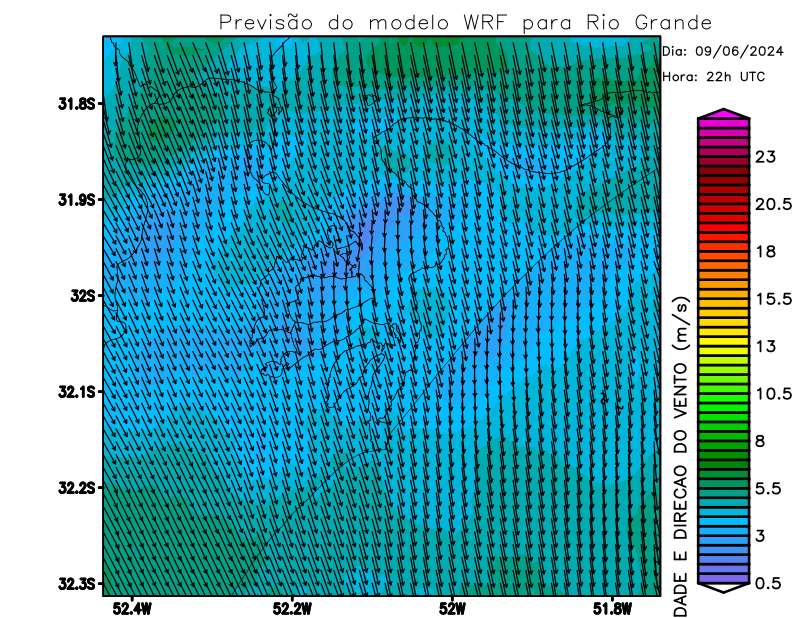 Previsão do modelo WRF para Rio Grande
Dia: 09/06/2024
Hora: 22h UTC
31.8S
31.9S
32S
32.1S
32.2S
32.3S
52.4W
52.2W
52W
51.8W
23
20.5
18
15.5
13
10.5
8
5.5
3
0.5
DADE E DIRECAO DO VENTO (m/s)